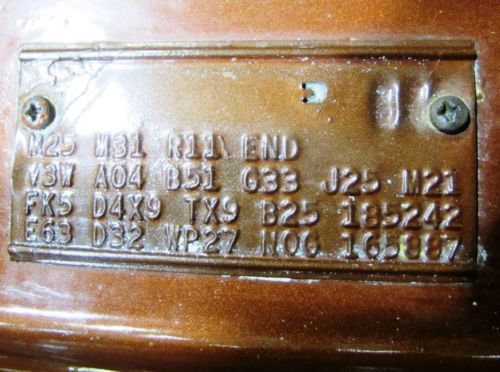 M25 M31 R11 END
V3W A04 B51 G33 J25 M21
FK5 D4X9 TX9 B25 185242
E63 D32 WP27 N0G 165887